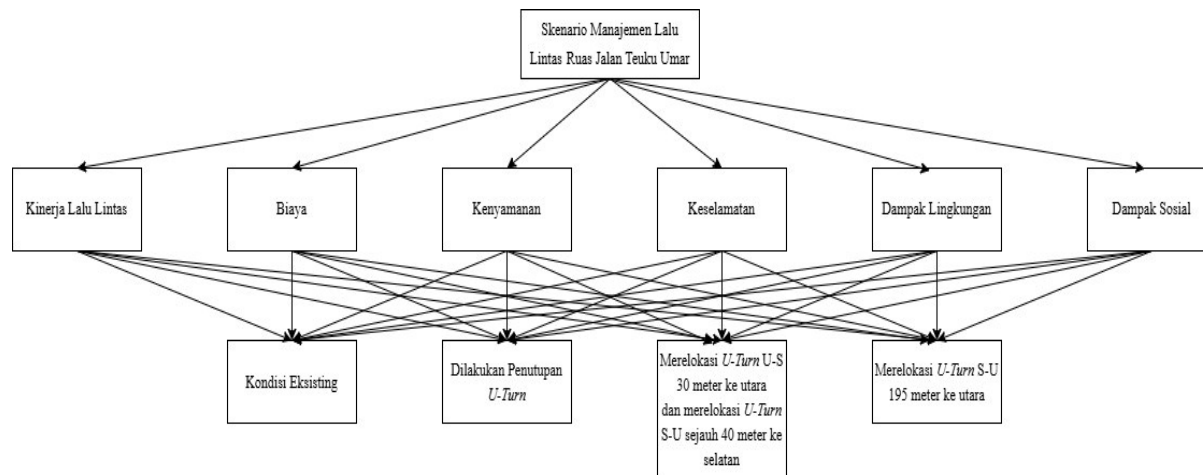 Skenario Manajemen Lalu
Lintas Ruas Jalan Teuku Umar
Kinerja Lalu Lintas
Biaya
Kenyamanan
Keselamatan
Dampak Lingkungan
Dampak Sosial
Kondisi Eksisting
Dilakukan Penutupan
U-Turn
Merelokasi U-Turn U-S
30 meter ke utara
dan merelokasi U-Turn
S-U sejauh 40 meter ke
selatan
Merelokasi U-Turn S-U
195 meter ke utara